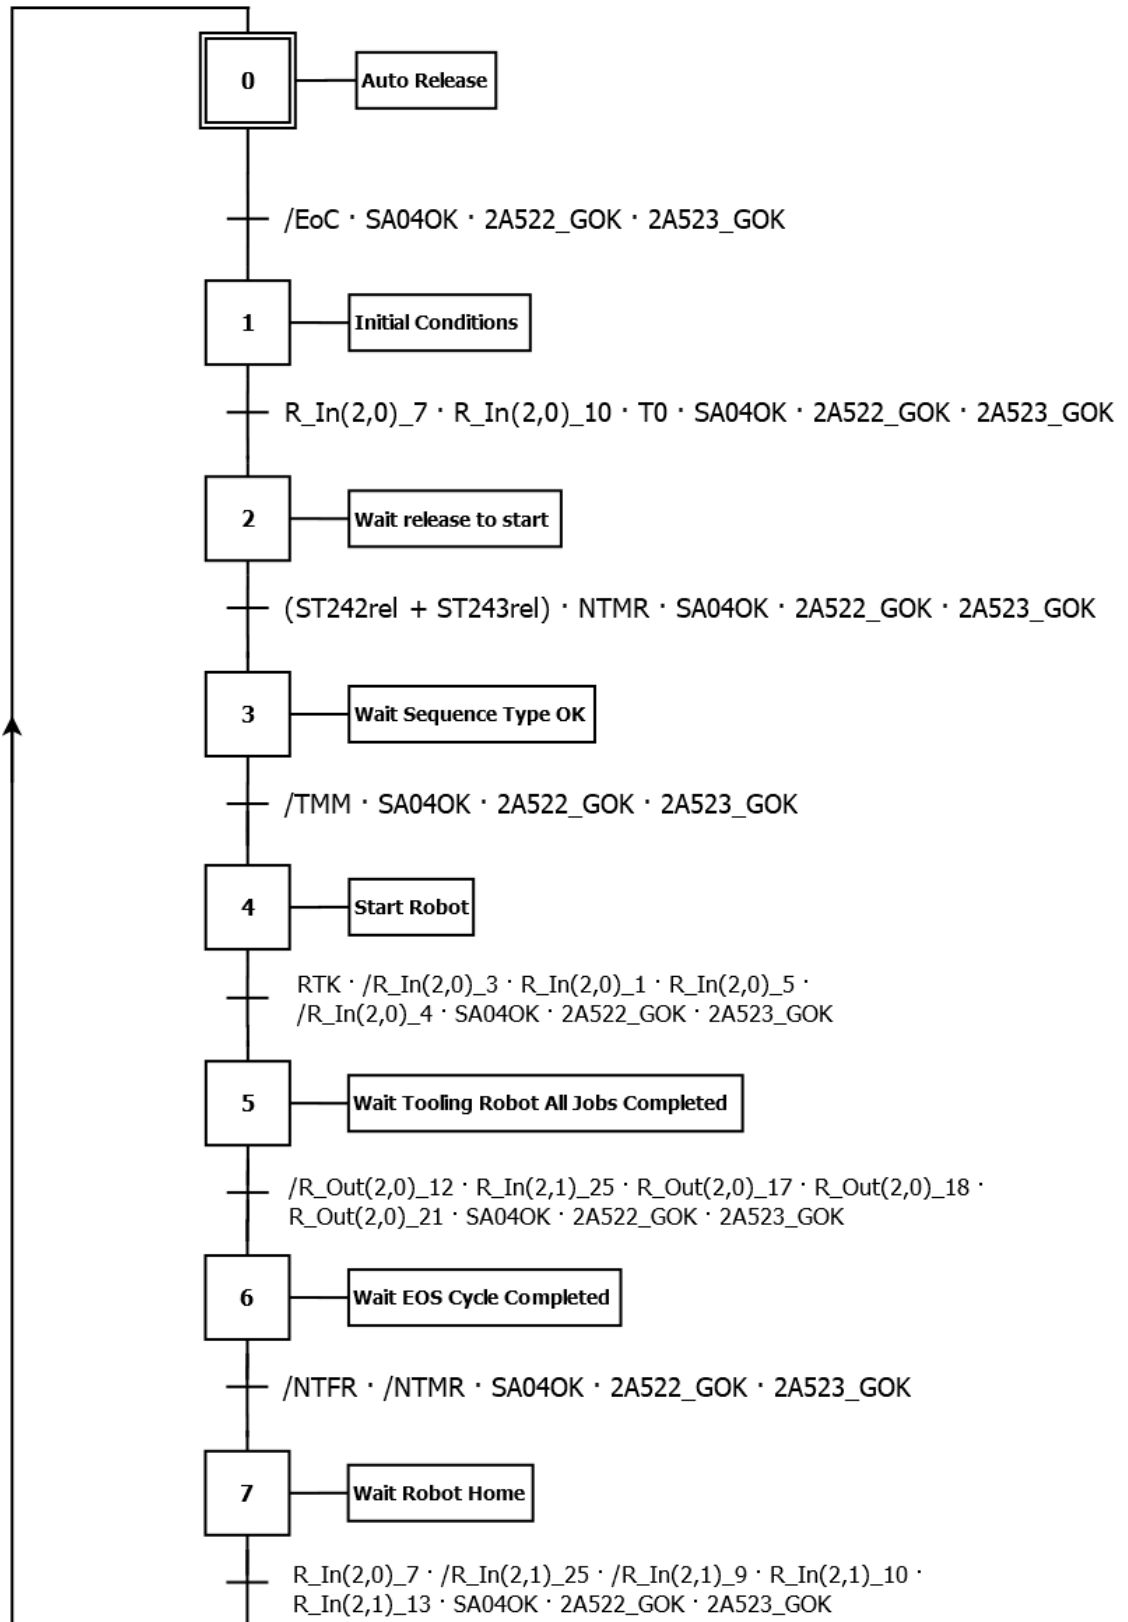 0
Auto Release
/EoC · SA04OK · 2A522_GOK · 2A523_GOK
1
Initial Conditions
R_In(2,0)_7 · R_In(2,0)_10 · T0 · SA04OK · 2A522_GOK · 2A523_GOK
2
Wait release to start
(ST242rel + ST243rel) · NTMR · SA04OK · 2A522_GOK · 2A523_GOK
3
Wait Sequence Type OK
/TMM · SA04OK · 2A522_GOK · 2A523_GOK
4
Start Robot
RTK · /R_In(2,0)_3 · R_In(2,0)_1 · R_In(2,0)_5 ·
/R_In(2,0)_4 · SA04OK · 2A522_GOK · 2A523_GOK
5
Wait Tooling Robot All Jobs Completed
/R_Out(2,0)_12 · R_In(2,1)_25 · R_Out(2,0)_17 · R_Out(2,0)_18 ·
R_Out(2,0)_21 · SA04OK · 2A522_GOK · 2A523_GOK
6
Wait EOS Cycle Completed
/NTFR · /NTMR · SA04OK · 2A522_GOK · 2A523_GOK
7
Wait Robot Home
R_In(2,0)_7 · /R_In(2,1)_25 · /R_In(2,1)_9 · R_In(2,1)_10 ·
R_In(2,1)_13 · SA04OK · 2A522_GOK · 2A523_GOK